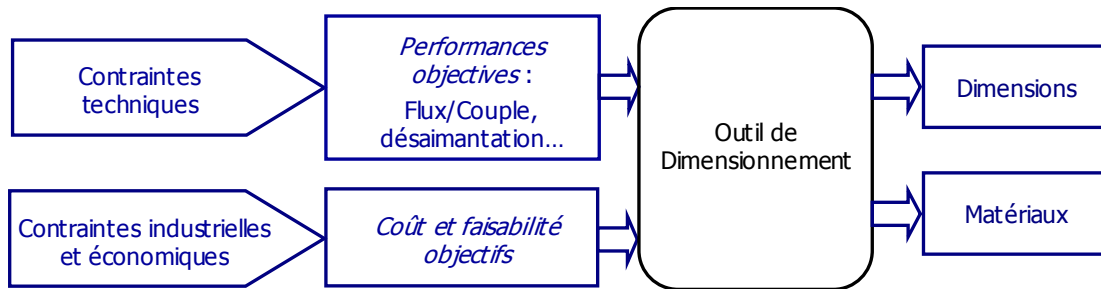 Contraintes
techniques
Performances
objectives :
Flux/Couple,
désaimantation…
Outil de
Dimensionnement
Dimensions
Contraintes industrielles
et économiques
Coût et faisabilité
objectifs
Matériaux